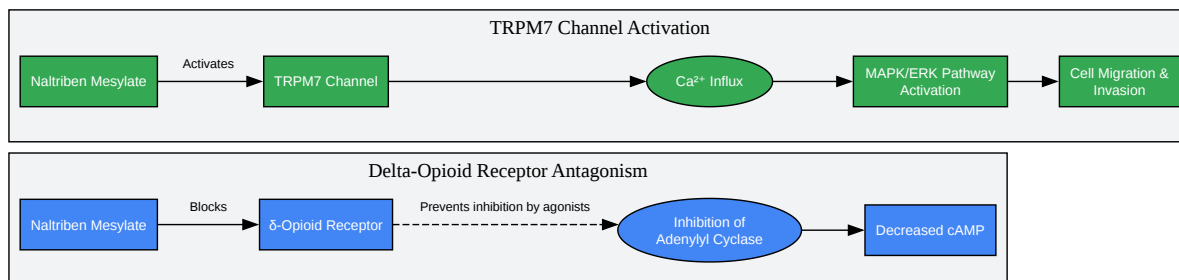 TRPM7 Channel Activation
Naltriben Mesylate
Activates
TRPM7 Channel
Ca²⁺ Influx
MAPK/ERK Pathway
Activation
Cell Migration &
Invasion
Delta-Opioid Receptor Antagonism
Naltriben Mesylate
Blocks
δ-Opioid Receptor
Prevents inhibition by agonists
Inhibition of
Adenylyl Cyclase
Decreased cAMP